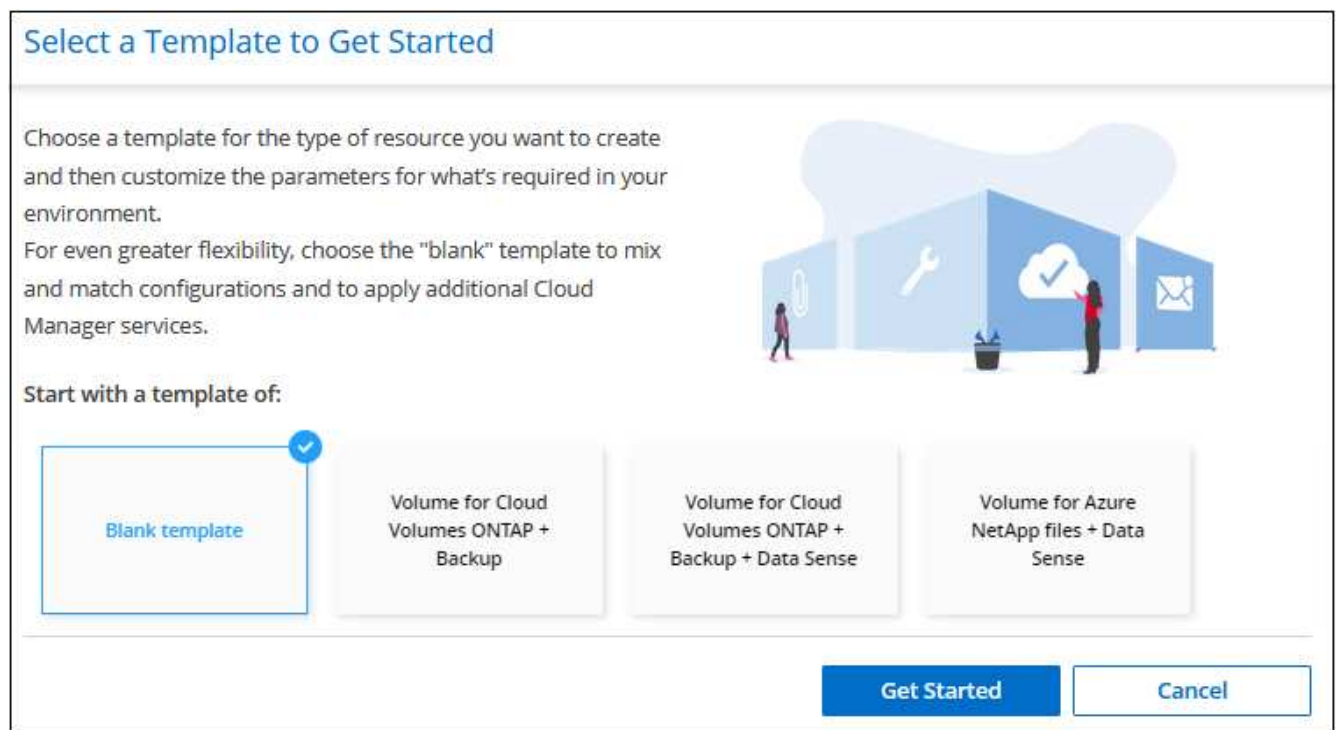 Select a Template to Get Started
Choose a template for the type of resource you want to create
and then customize the parameters for what's required in your
environment.
For even greater flexibility, choose the "blank" template to mix
and match configurations and to apply additional Cloud
Manager services.
Start with a template of:
Blank template
Volume for Cloud
Volumes ONTAP +
Backup
Volume for Cloud
Volumes ONTAP +
Backup + Data Sense
Volume for Azure
NetApp files + Data
Sense
Get Started
Cancel